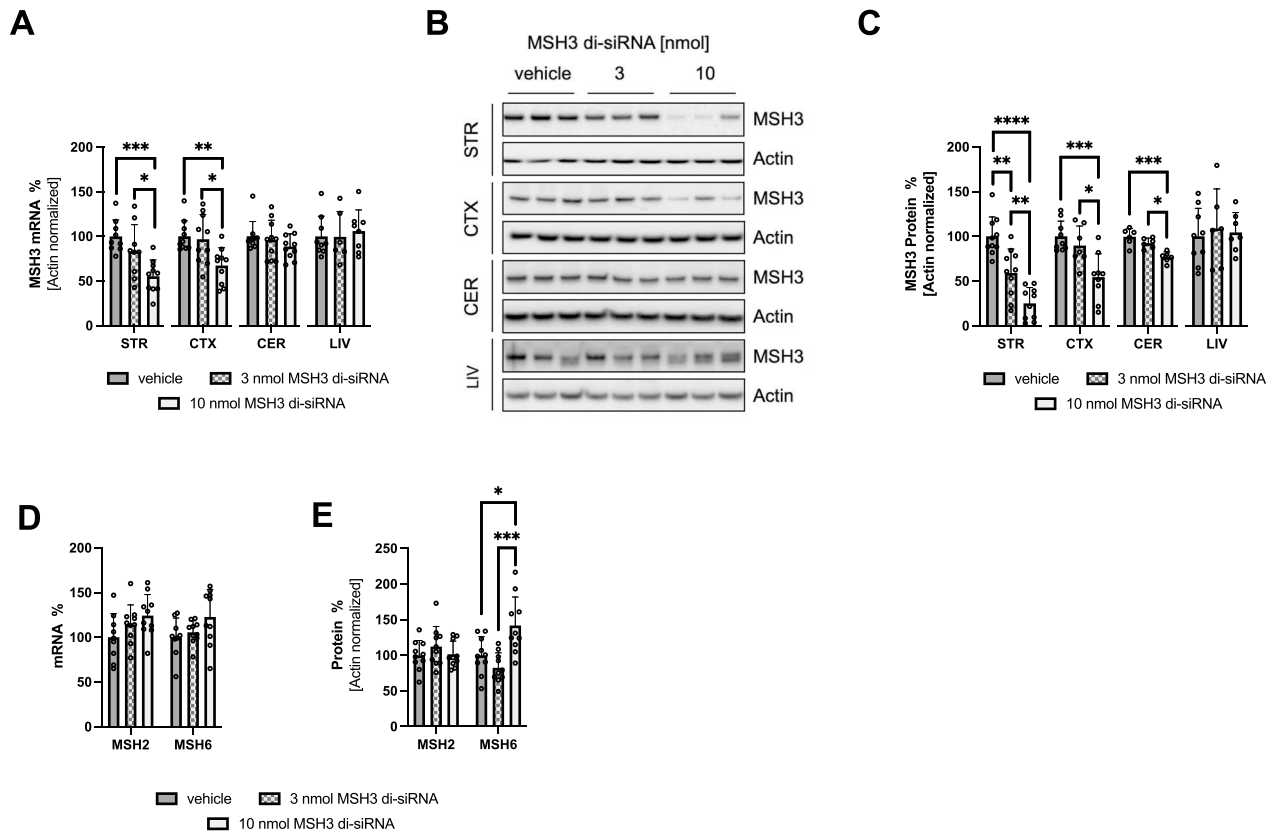 A
B
C
MSH3 di-siRNA [nmol]
vehicle 3 10
STR
MSH3
Actin
CTX
MSH3
Actin
CER
MSH3
Actin
LIV
MSH3
Actin
MSH3 mRNA %
[Actin normalized]
200
150
100
50
0
*** * ** *
STR CTX CER LIV
vehicle 3 nmol MSH3 di-siRNA
10 nmol MSH3 di-siRNA
MSH3 Protein %
[Actin normalized]
200
150
100
50
0
**** ** ** *** * *** *
STR CTX CER LIV
vehicle 3 nmol MSH3 di-siRNA
10 nmol MSH3 di-siRNA
D
E
mRNA %
200
150
100
50
0
MSH2 MSH6
Protein %
[Actin normalized]
250
200
150
100
50
0
*
***
MSH2 MSH6
vehicle 3 nmol MSH3 di-siRNA
10 nmol MSH3 di-siRNA